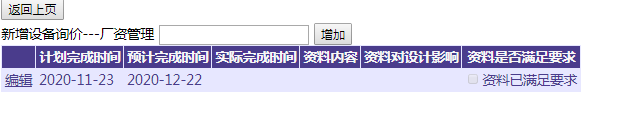 返回上页
新增设备询价---厂资管理 增加
计划完成时间 预计完成时间 实际完成时间 资料内容 资料对设计影响 资料是否满足要求
编辑 2020-11-23 2020-12-22 资料已满足要求